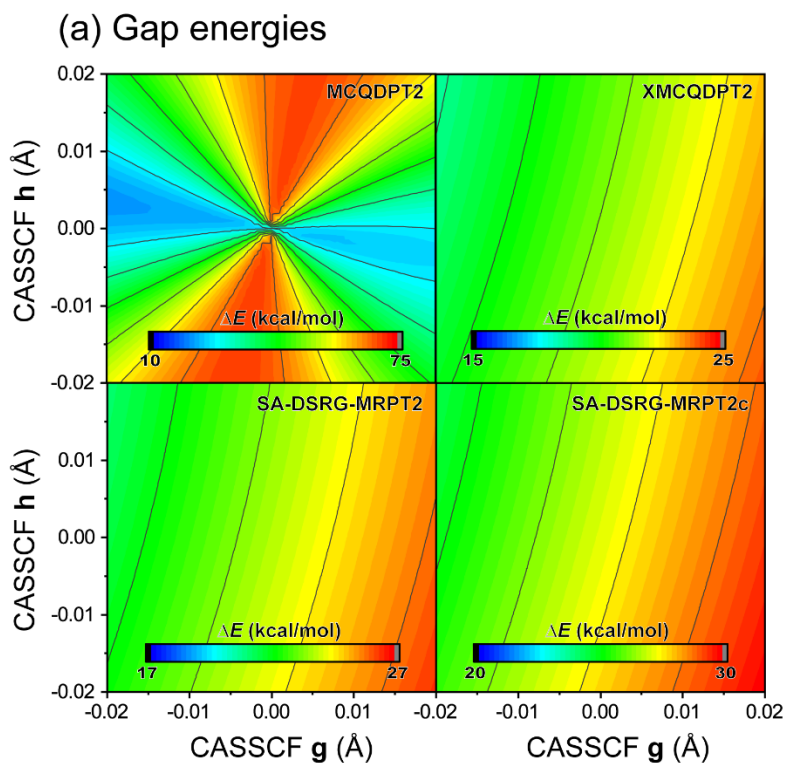 (a) Gap energies
MCQDPT2
XMCQDPT2
0.02
0.01
0.00
-0.01
-0.02
CASSCF h (Å)
ΔE (kcal/mol)
10
75
ΔE (kcal/mol)
15
25
SA-DSRG-MRPT2
SA-DSRG-MRPT2c
0.02
0.01
0.00
-0.01
-0.02
CASSCF h (Å)
ΔE (kcal/mol)
17
27
ΔE (kcal/mol)
20
30
-0.02
-0.01
0.00
0.01
-0.02
-0.01
0.00
0.01
0.02
CASSCF g (Å)
CASSCF g (Å)